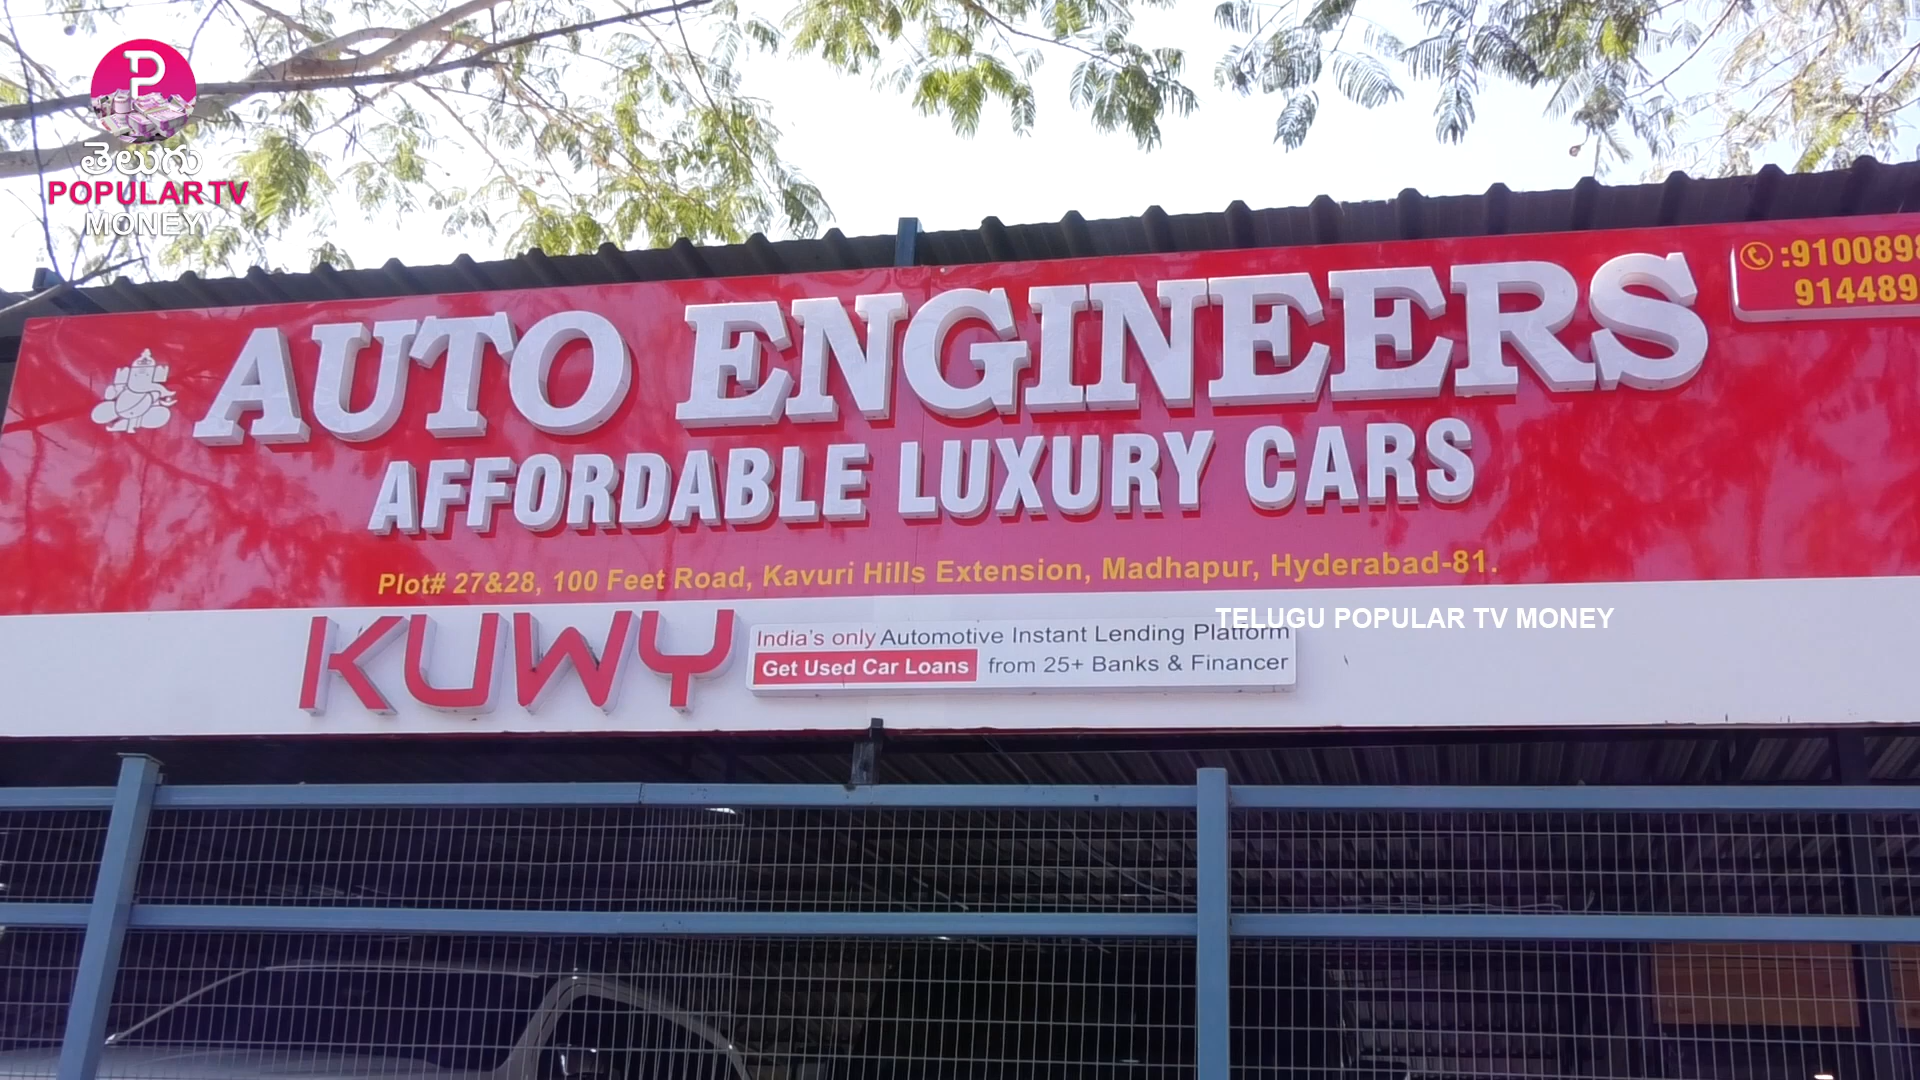 P
తెలుగు
POPULAR TV
MONEY
AUTO ENGINEERS
:910089
91448
AFFORDABLE LUXURY CARS
Plot# 27&28, 100 Feet Road, Kavuri Hills Extension, Madhapur, Hyderabad-81.
TELUGU POPULAR TV MONEY
KUWY
India's only Automotive Instant Lending Platform
Get Used Car Loans from 25+ Banks & Financer